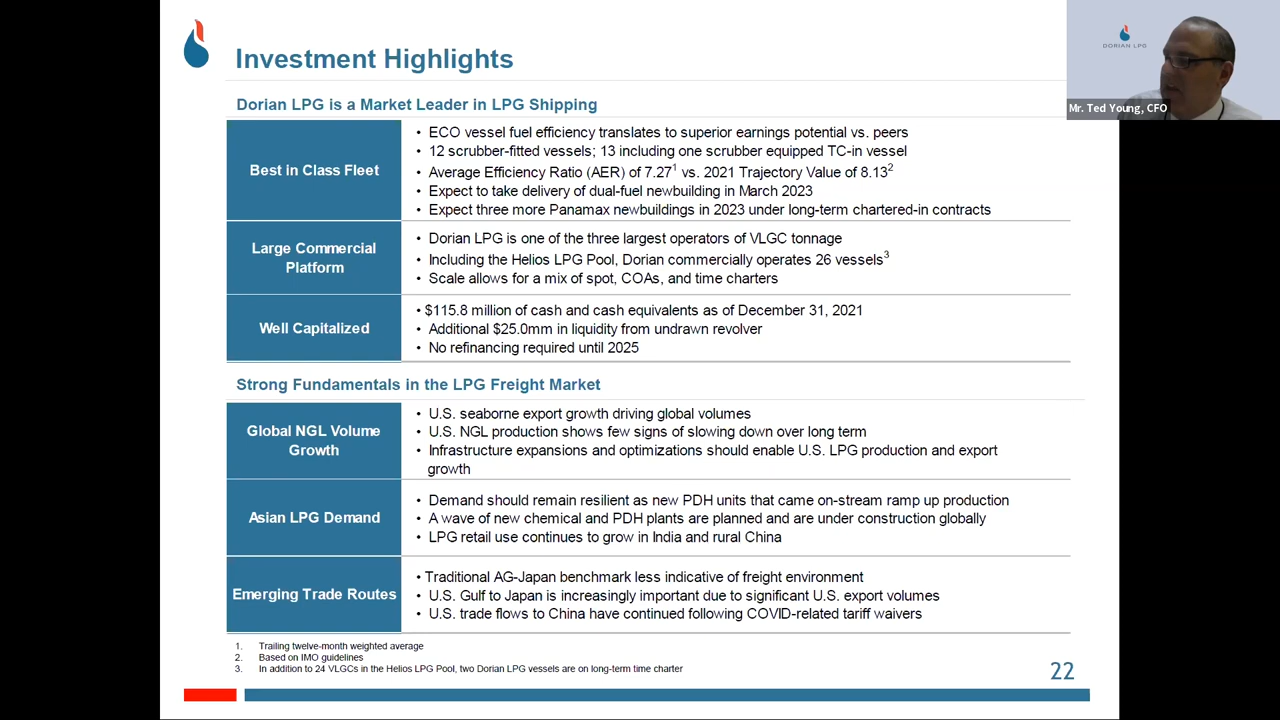 Investment Highlights
DORIAN LPG
Mr. Ted Young, CFO
Dorian LPG is a Market Leader in LPG Shipping
Best in Class Fleet
• ECO vessel fuel efficiency translates to superior earnings potential vs. peers
• 12 scrubber-fitted vessels; 13 including one scrubber equipped TC-in vessel
• Average Efficiency Ratio (AER) of 7.27¹ vs. 2021 Trajectory Value of 8.13²
• Expect to take delivery of dual-fuel newbuilding in March 2023
• Expect three more Panamax newbuildings in 2023 under long-term chartered-in contracts
Large Commercial
Platform
• Dorian LPG is one of the three largest operators of VLGC tonnage
• Including the Helios LPG Pool, Dorian commercially operates 26 vessels³
• Scale allows for a mix of spot, COAs, and time charters
Well Capitalized
• $115.8 million of cash and cash equivalents as of December 31, 2021
• Additional $25.0mm in liquidity from undrawn revolver
• No refinancing required until 2025
Strong Fundamentals in the LPG Freight Market
Global NGL Volume
Growth
• U.S. seaborne export growth driving global volumes
• U.S. NGL production shows few signs of slowing down over long term
• Infrastructure expansions and optimizations should enable U.S. LPG production and export
growth
Asian LPG Demand
• Demand should remain resilient as new PDH units that came on-stream ramp up production
• A wave of new chemical and PDH plants are planned and are under construction globally
• LPG retail use continues to grow in India and rural China
Emerging Trade Routes
• Traditional AG-Japan benchmark less indicative of freight environment
• U.S. Gulf to Japan is increasingly important due to significant U.S. export volumes
• U.S. trade flows to China have continued following COVID-related tariff waivers
1. Trailing twelve-month weighted average
2. Based on IMO guidelines
3. In addition to 24 VLGCs in the Helios LPG Pool, two Dorian LPG vessels are on long-term time charter
22